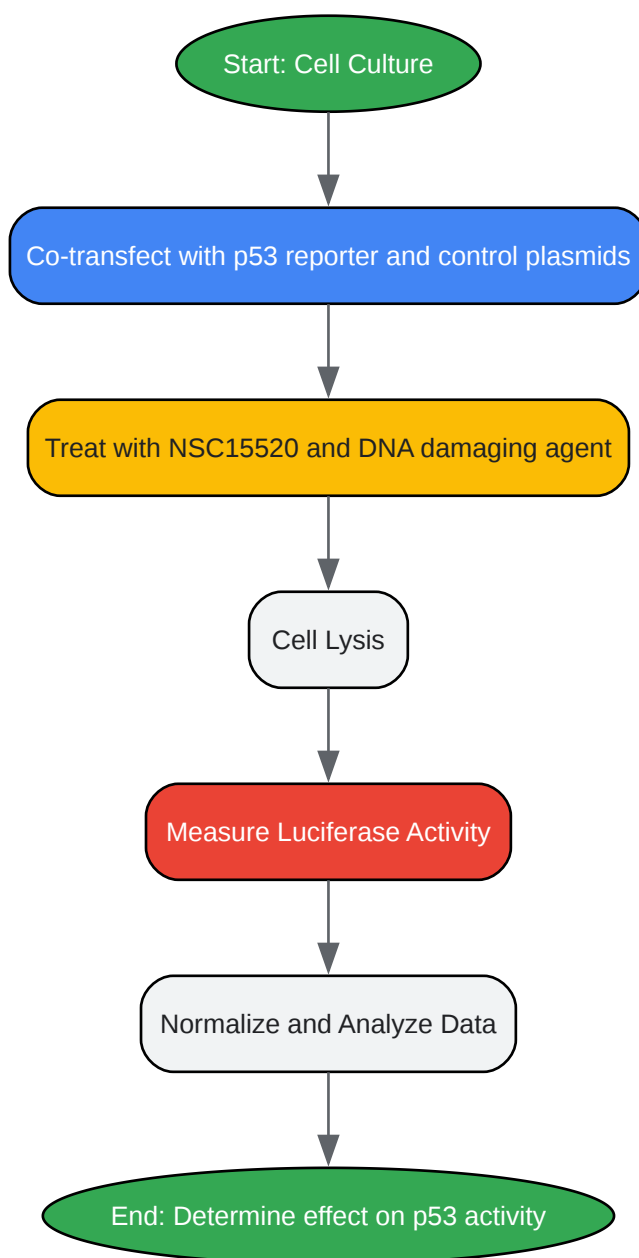 Start: Cell Culture
Co-transfect with p53 reporter and control plasmids
Treat with NSC15520 and DNA damaging agent
Cell Lysis
Measure Luciferase Activity
Normalize and Analyze Data
End: Determine effect on p53 activity